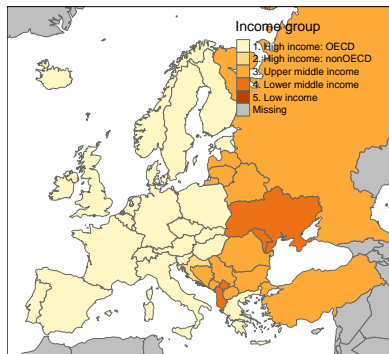 Income group
1. High income: OECD
2. High income: nonOECD
3. Upper middle income
4. Lower middle income
5. Low income
Missing